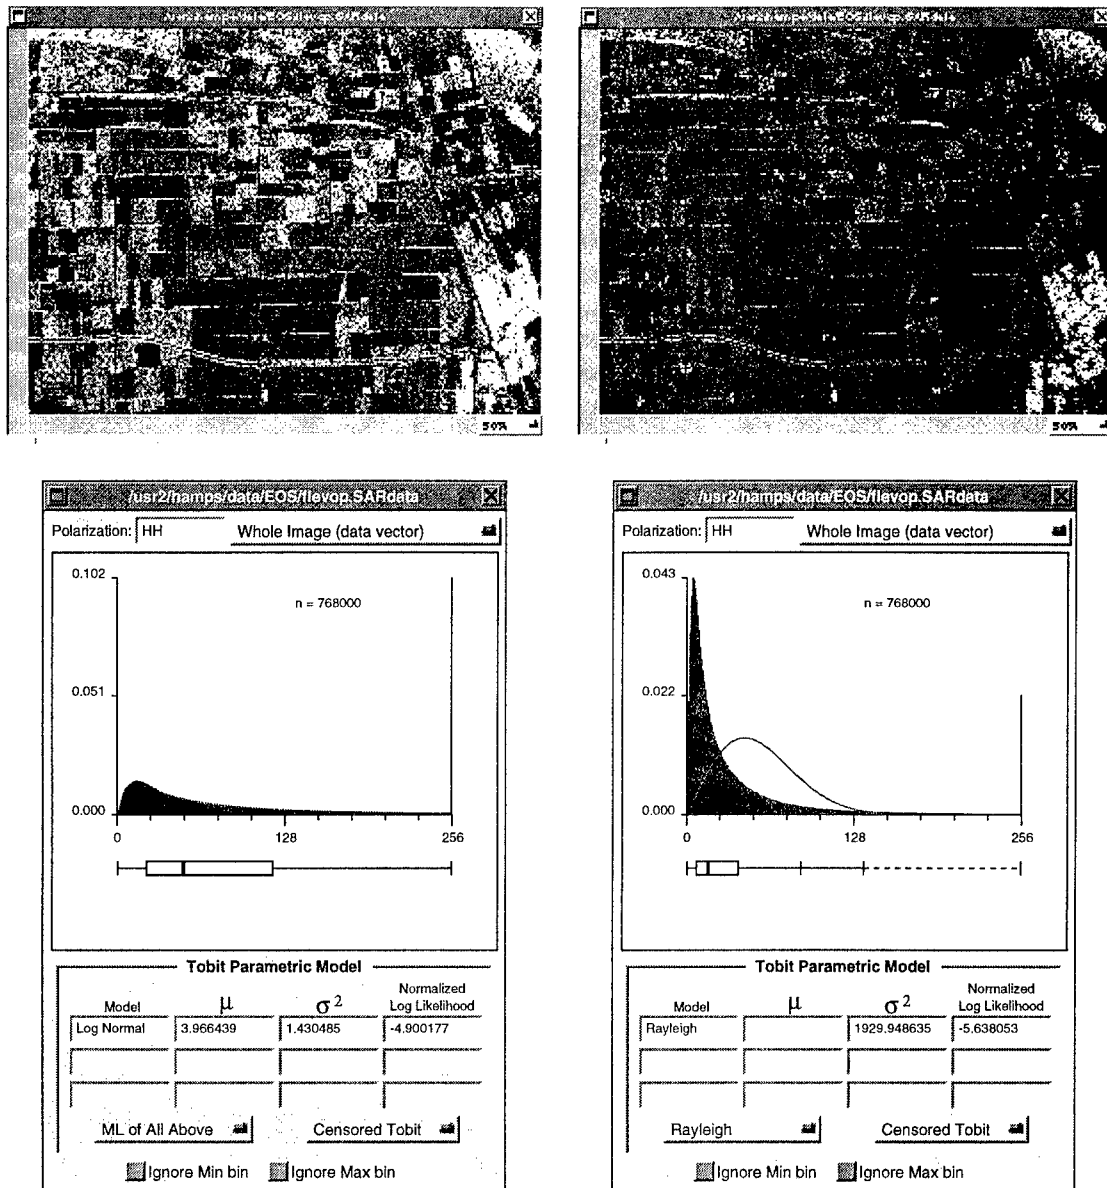 50%
50%
/usr2/hamps/data/EOS/flevop.SARdata
Polarization: HH Whole Image (data vector)
0.102
n = 768000
0.051
0.000
0 128 256
Tobit Parametric Model
Model μ σ2 Normalized Log Likelihood
Log Normal 3.966439 1.430485 -4.900177
ML of All Above Censored Tobit
Ignore Min bin Ignore Max bin
/usr2/hamps/data/EOS/flevop.SARdata
Polarization: HH Whole Image (data vector)
0.043
n = 768000
0.022
0.000
0 128 256
Tobit Parametric Model
Model μ σ2 Normalized Log Likelihood
Rayleigh 1929.948635 -5.638053
Rayleigh Censored Tobit
Ignore Min bin Ignore Max bin